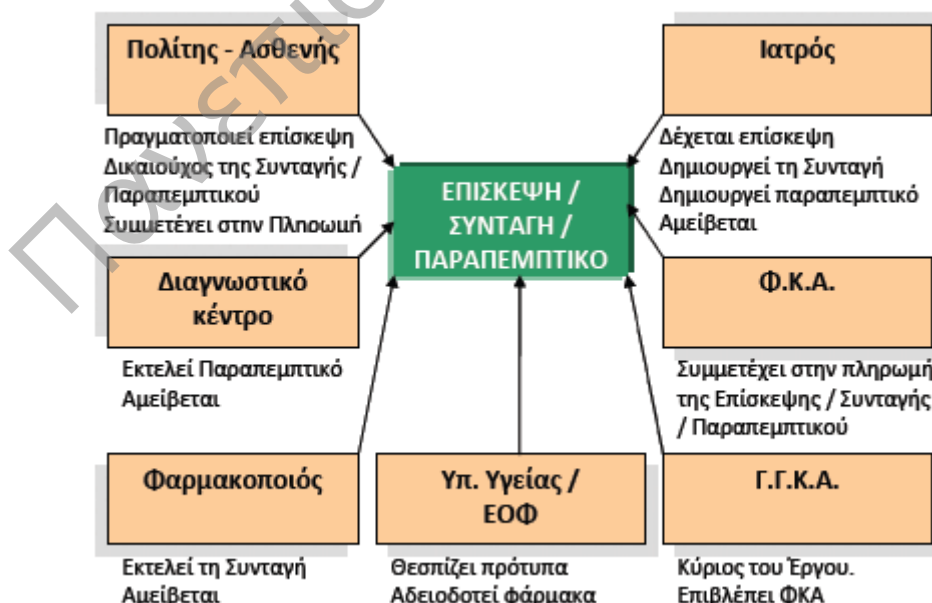 Πολίτης - Ασθενής
Πραγματοποιεί επίσκεψη
Δικαιούχος της Συνταγής /
Παραπεμπτικού
Συμμετέχει στην Πληρωμή
Ιατρός
Δέχεται επίσκεψη
Δημιουργεί τη Συνταγή
Δημιουργεί παραπεμπτικό
Αμείβεται
ΕΠΙΣΚΕΨΗ /
ΣΥΝΤΑΓΗ /
ΠΑΡΑΠΕΜΠΤΙΚΟ
Διαγνωστικό
κέντρο
Εκτελεί Παραπεμπτικό
Αμείβεται
Φ.Κ.Α.
Συμμετέχει στην πληρωμή
της Επίσκεψης / Συνταγής
/ Παραπεμπτικού
Φαρμακοποιός
Εκτελεί τη Συνταγή
Αμείβεται
Υπ. Υγείας /
ΕΟΦ
Θεσπίζει πρότυπα
Αδειοδοτεί φάρμακα
Γ.Γ.Κ.Α.
Κύριος του Έργου.
Επιβλέπει ΦΚΑ